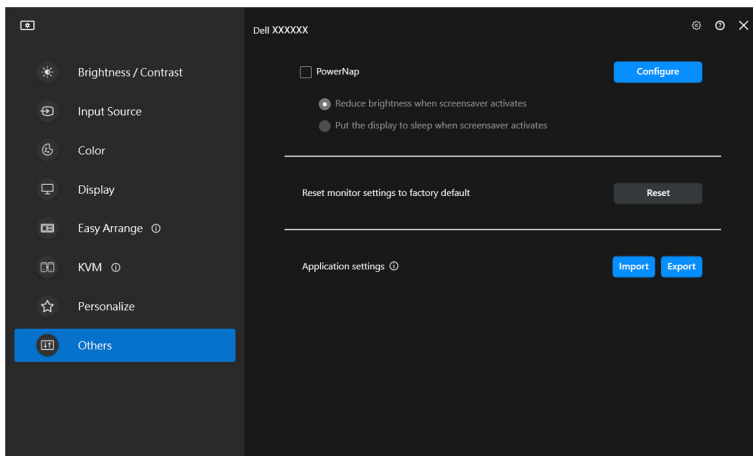 Dell XXXXXX
Brightness / Contrast
Input Source
Color
Display
Easy Arrange
KVM
Personalize
Others
PowerNap
Configure
Reduce brightness when screensaver activates
Put the display to sleep when screensaver activates
Reset monitor settings to factory default
Reset
Application settings
Import
Export